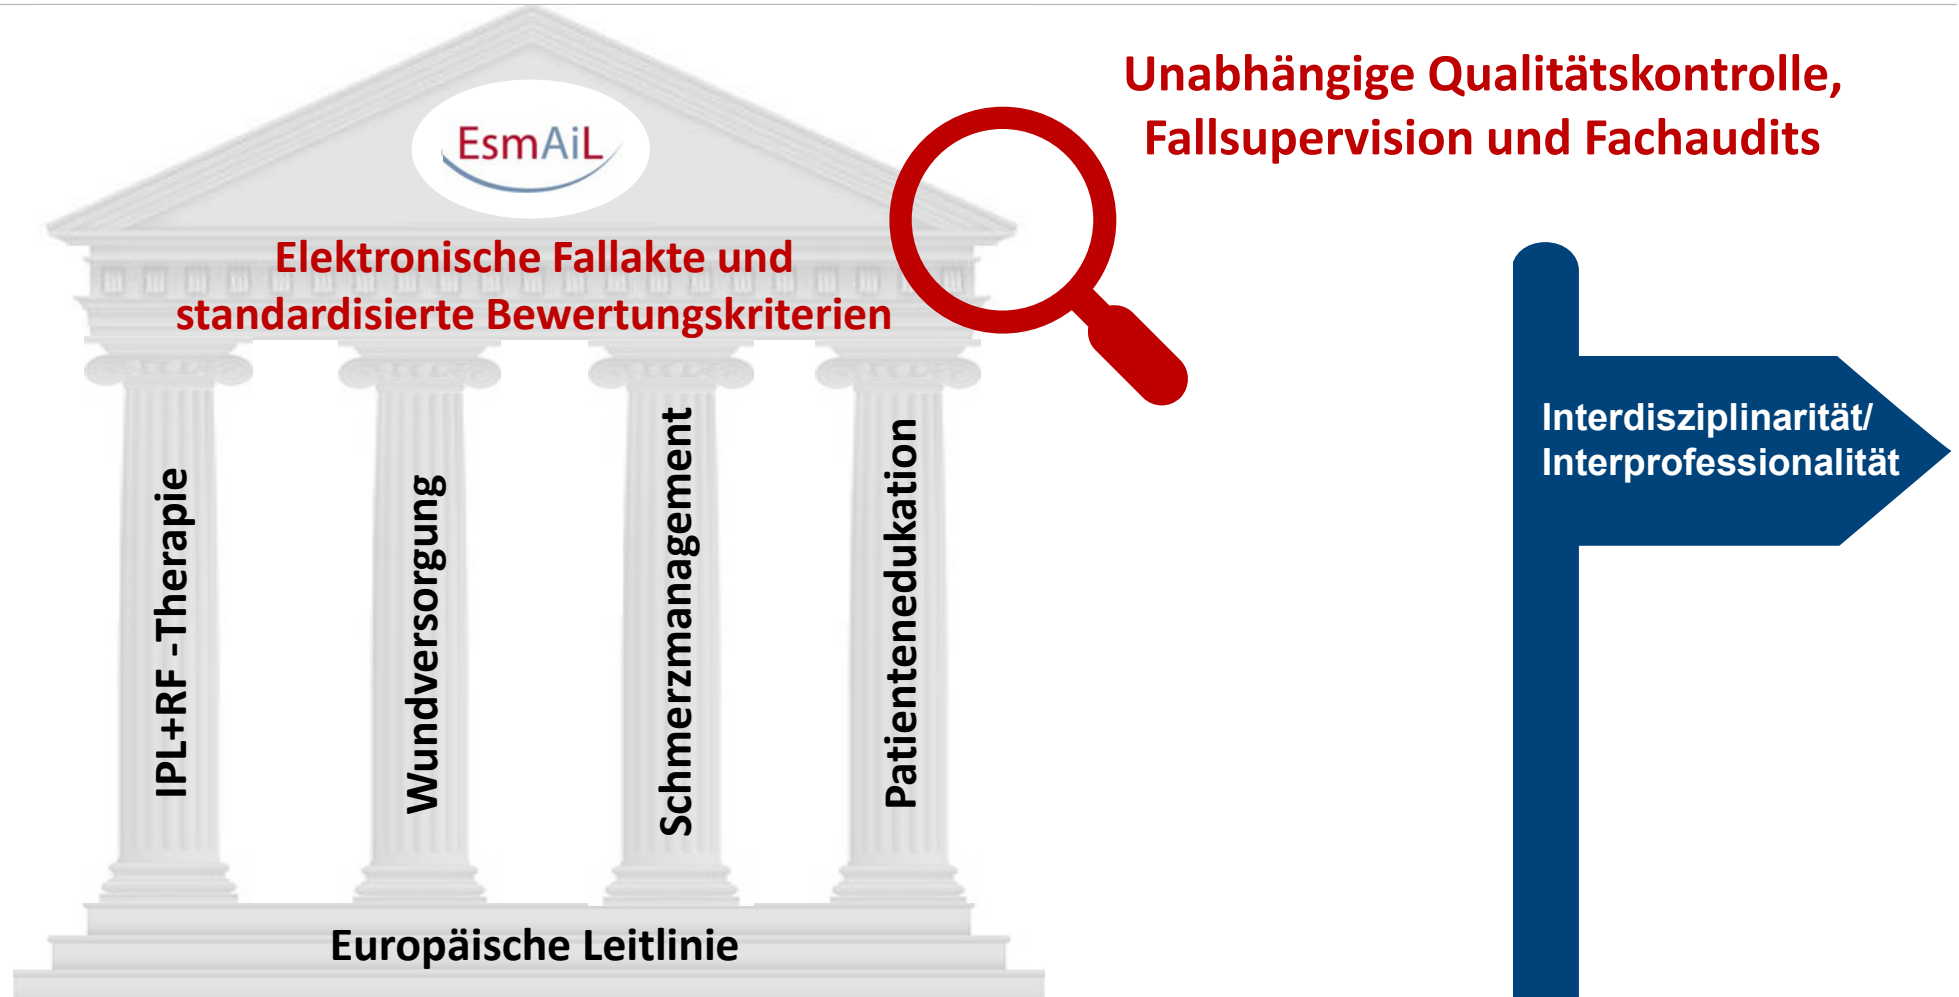 Unabhängige Qualitätskontrolle,
Fallsupervision und Fachaudits
EsmAiL
Elektronische Fallakte und
standardisierte Bewertungskriterien
IPL+RF -Therapie
Wundversorgung
Schmerzmanagement
Patientenedukation
Europäische Leitlinie
Interdisziplinarität/
Interprofessionalität